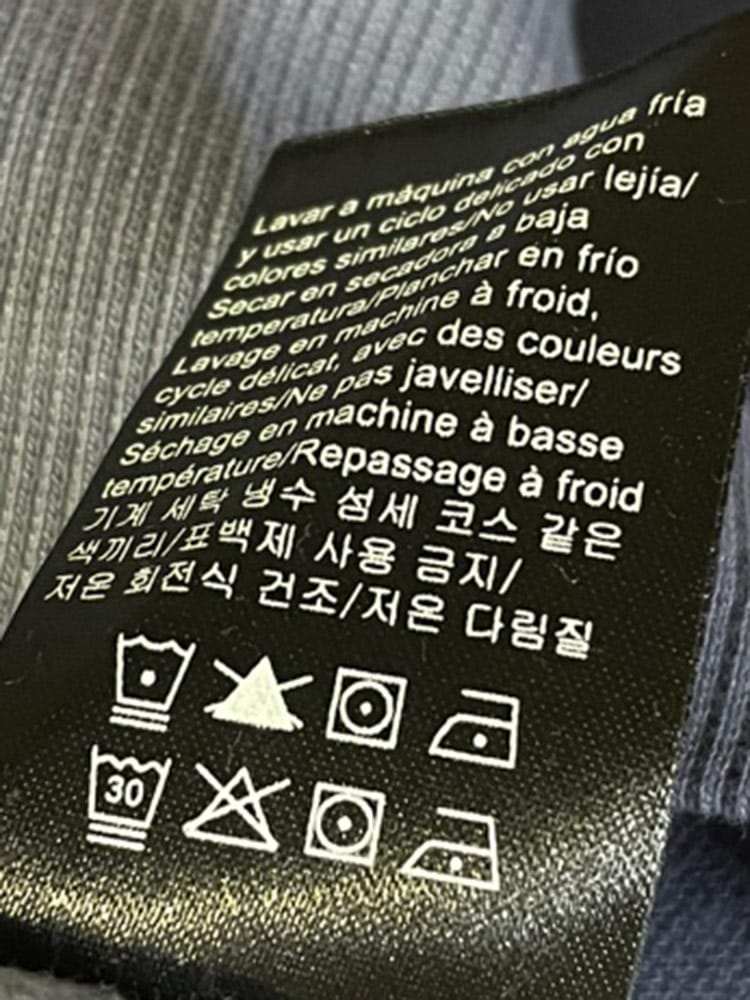 Lavar a máquina con agua fría
y usar un ciclo delicado con
colores similares/No usar lejía/
Secar en secadora a baja
temperatura/Planchar en frío
Lavage en machine à froid,
cycle délicat, avec des couleurs
similaires/Ne pas javelliser/
Séchage en machine à basse
température/Repassage à froid
기계 세탁 냉수 섬세 코스 같은
색끼리/표백제 사용 금지/
저온 회전식 건조/저온 다림질
30